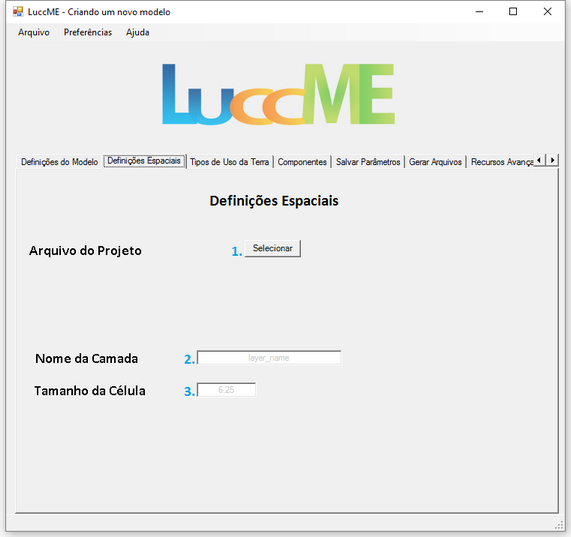 LuccME - Criando um novo modelo
Arquivo Preferências Ajuda
LuccME
Definições do Modelo Definições Espaciais Tipos de Uso da Terra Componentes Salvar Parâmetros Gerar Arquivos Recursos Avança
Definições Espaciais
Arquivo do Projeto 1. Selecionar
Nome da Camada 2. layer_name
Tamanho da Célula 3. 6.25